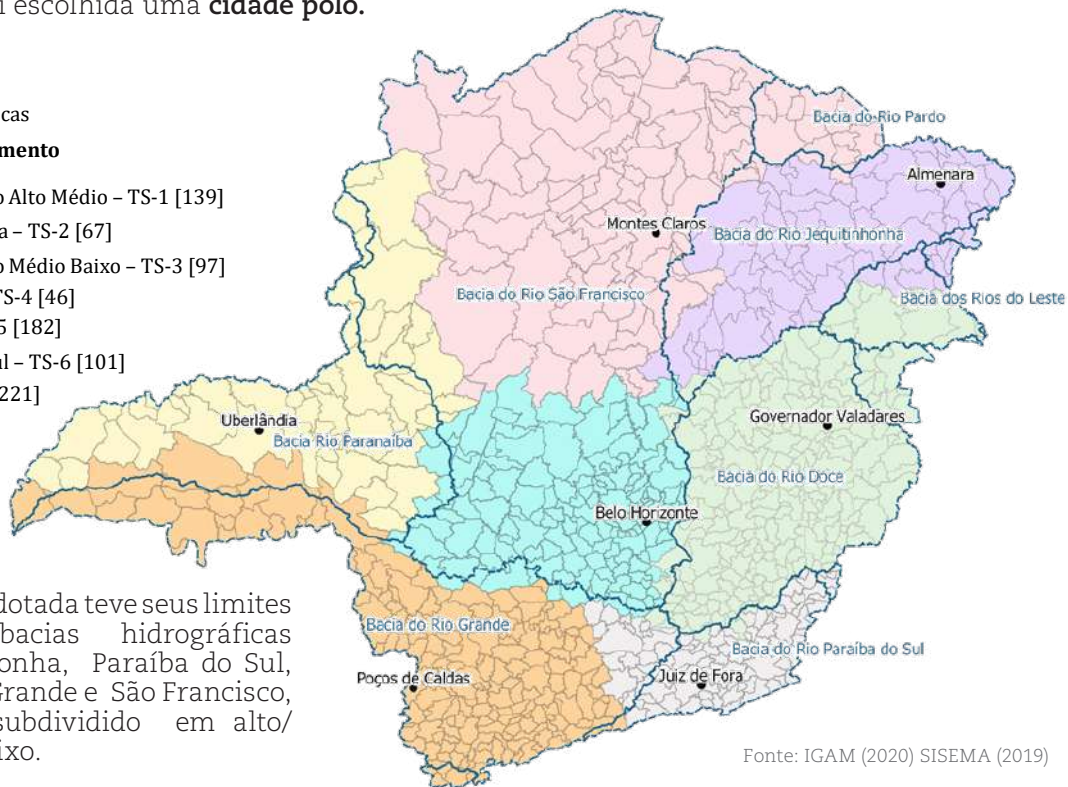 escolhida uma cidade polo.
cas
mento
Alto Médio – TS-1 [139]
a – TS-2 [67]
o Médio Baixo – TS-3 [97]
TS-4 [46]
5 [182]
ul – TS-6 [101]
221]
Bacia do Rio Pardo
Almenara
Montes Claros
Bacia do Rio Jequitinhonha
Bacia do Rio São Francisco
Bacia dos Rios do Leste
Uberlândia
Bacia Rio Paranaíba
Governador Valadares
Bacia do Rio Doce
Belo Horizonte
Bacia do Rio Grande
Bacia do Rio Paraíba do Sul
Poços de Caldas
Juiz de Fora
dotada teve seus limites
bacias hidrográficas
onha, Paraíba do Sul,
Grande e São Francisco,
subdividido em alto/
ixo.
Fonte: IGAM (2020) SISEMA (2019)